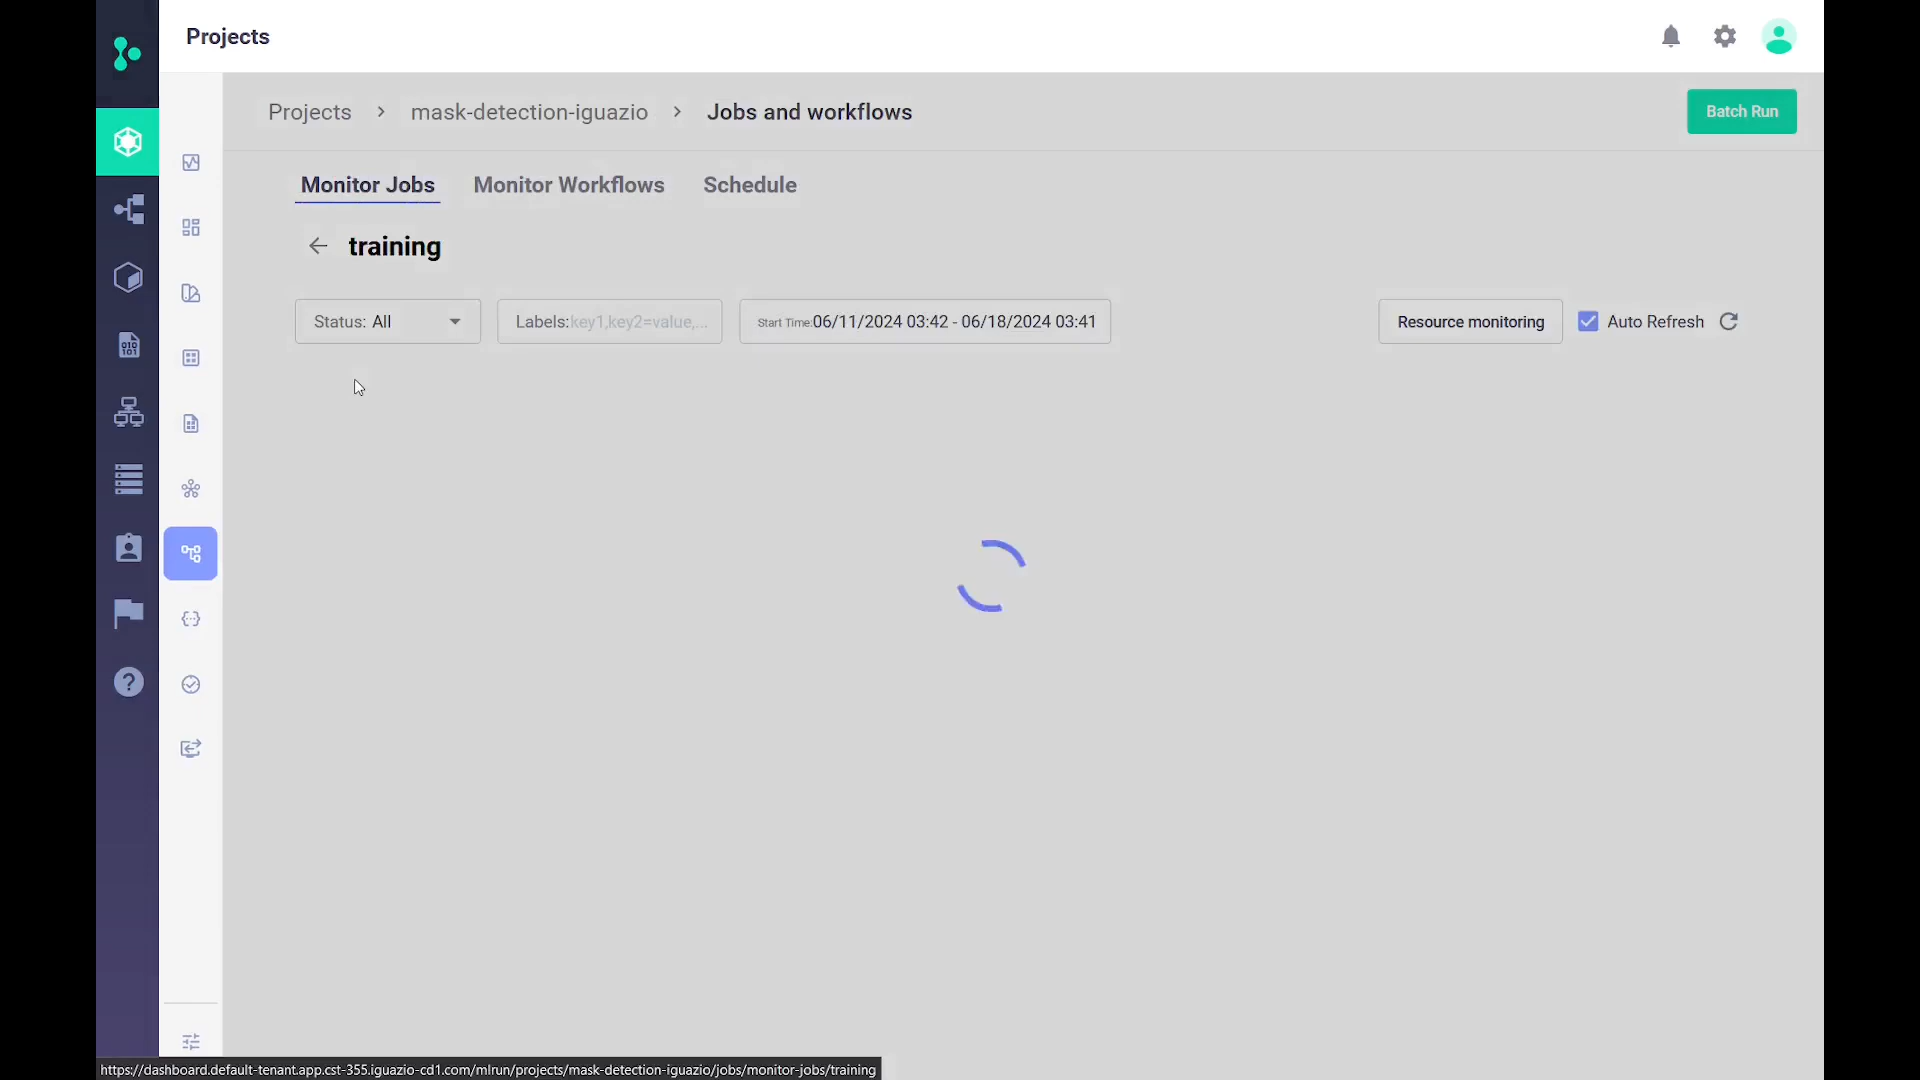 Projects
Projects > mask-detection-iguazio > Jobs and workflows
Batch Run
Monitor Jobs Monitor Workflows Schedule
← training
Status: All
Labels:key1,key2=value,...
Start Time:06/11/2024 03:42 - 06/18/2024 03:41
Resource monitoring
Auto Refresh
https://dashboard.default-tenant.app.cst-355.iguazio-cd1.com/mlrun/projects/mask-detection-iguazio/jobs/monitor-jobs/training